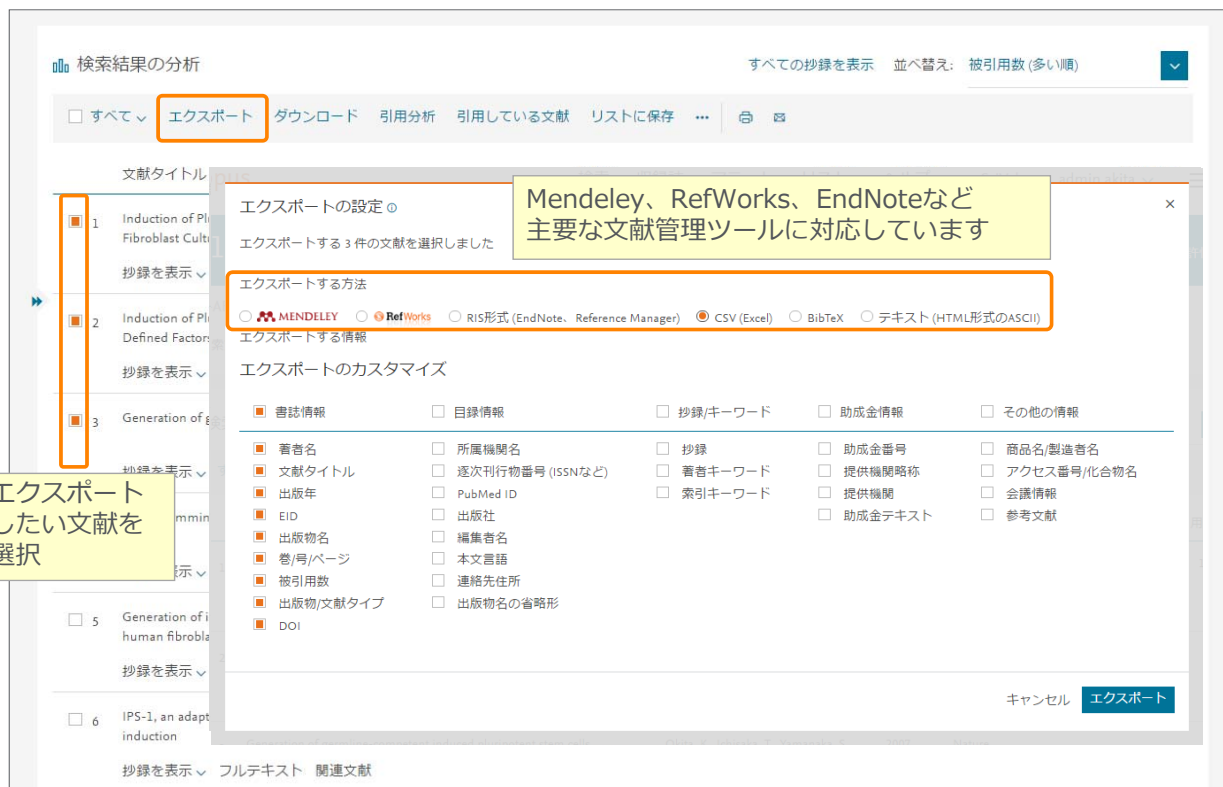 検索結果の分析
すべての抄録を表示 並べ替え: 被引用数 (多い順)
すべて エクスポート ダウンロード 引用分析 引用している文献 リストに保存 ...
文献タイトル
1 Induction of Pl
Fibroblast Cult
抄録を表示
2 Induction of Pl
Defined Factor
抄録を表示
3 Generation of g
抄録を表示
エクスポート
したい文献を
選択
mmin
表示
5 Generation of i
human fibrobla
抄録を表示
6 IPS-1, an adapt
induction
抄録を表示 フルテキスト 関連文献
Mendeley、RefWorks、EndNoteなど
主要な文献管理ツールに対応しています
エクスポートの設定
×
エクスポートする 3 件の文献を選択しました
エクスポートする方法
MENDELEY RefWorks RIS形式 (EndNote、Reference Manager) CSV (Excel) BibTeX テキスト (HTML形式のASCII)
エクスポートする情報
エクスポートのカスタマイズ
書誌情報 目録情報 抄録/キーワード 助成金情報 その他の情報
著者名 所属機関名 抄録 助成金番号 商品名/製造者名
文献タイトル 逐次刊行物番号 (ISSNなど) 著者キーワード 提供機関略称 アクセス番号/化合物名
出版年 PubMed ID 索引キーワード 提供機関 会議情報
EID 出版社 助成金テキスト 参考文献
出版物名 編集者名
巻/号/ページ 本文言語
被引用数 連絡先住所
出版物/文献タイプ 出版物名の省略形
DOI
キャンセル エクスポート